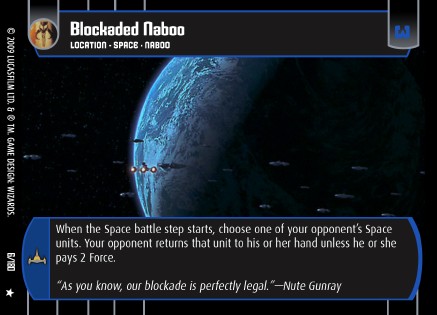 Blockaded Naboo
LOCATION · SPACE · NABOO
© 2009 LUCASFILM LTD. & ® TM. GAME DESIGN: WIZARDS.
When the Space battle step starts, choose one of your opponent's Space
units. Your opponent returns that unit to his or her hand unless he or she
pays 2 Force.
"As you know, our blockade is perfectly legal."—Nute Gunray